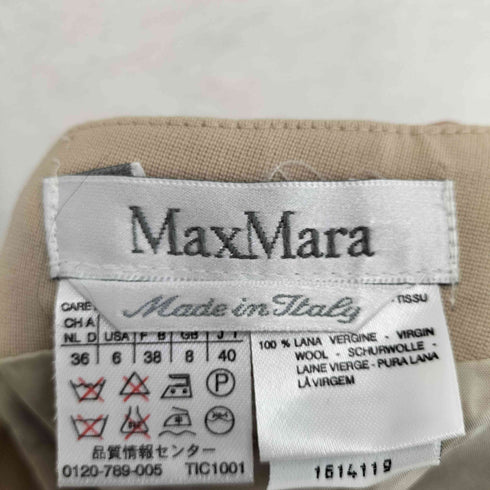 MaxMara
Made in Italy
CARE
CH A
NL D USA F B GB J I
36 6 38 8 40
P
P
品質情報センター
0120-789-005 TIC1001
TISSU
100 % LANA VERGINE - VIRGIN
WOOL - SCHURWOLLE -
LAINE VIERGE - PURA LANA
LÃ VIRGEM
1614119